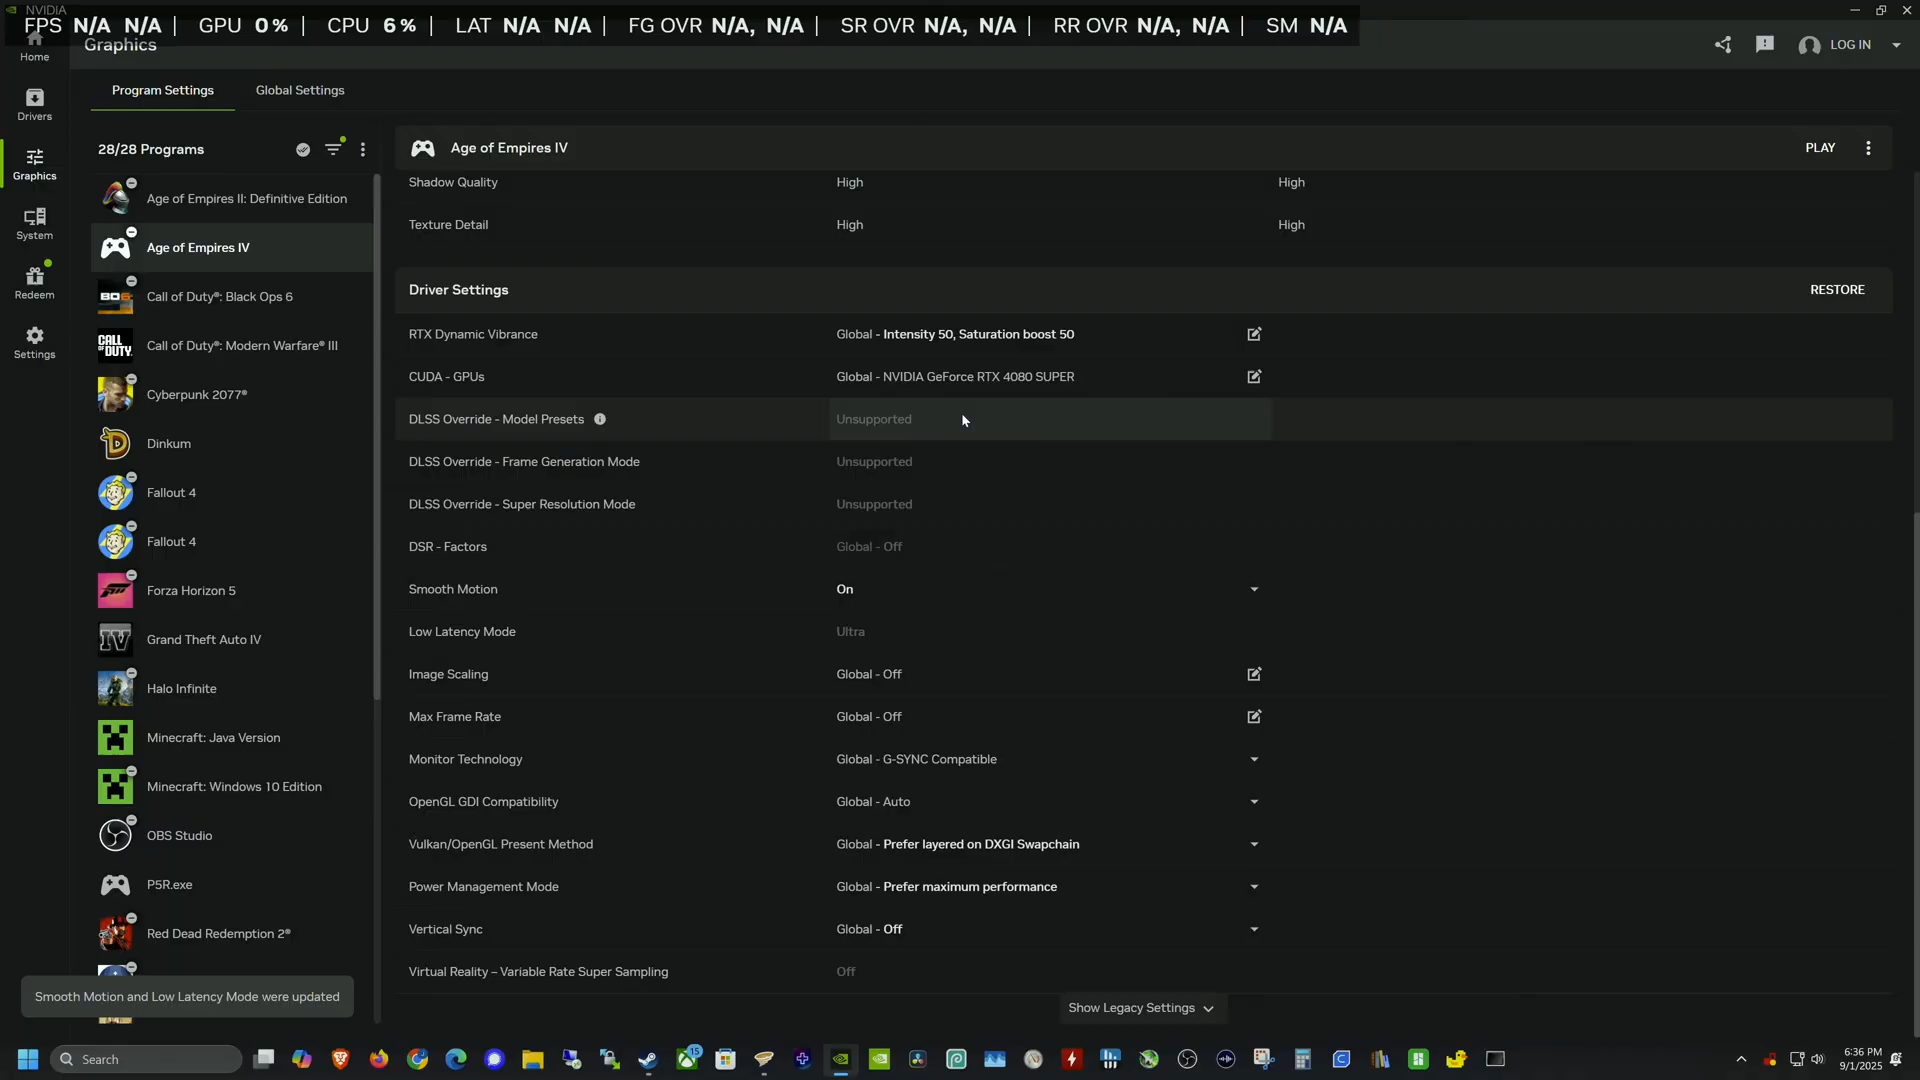 NVIDIA
FPS N/A N/A | GPU 0 % | CPU 6 % | LAT N/A N/A | FG OVR N/A, N/A | SR OVR N/A, N/A | RR OVR N/A, N/A | SM N/A
Home
Graphics
LOG IN
Program Settings
Global Settings
Drivers
Graphics
System
Redeem
Settings
28/28 Programs
Age of Empires II: Definitive Edition
Age of Empires IV
Call of Duty®: Black Ops 6
Call of Duty®: Modern Warfare® III
Cyberpunk 2077®
Dinkum
Fallout 4
Fallout 4
Forza Horizon 5
Grand Theft Auto IV
Halo Infinite
Minecraft: Java Version
Minecraft: Windows 10 Edition
OBS Studio
P5R.exe
Red Dead Redemption 2®
Smooth Motion and Low Latency Mode were updated
Age of Empires IV
PLAY
Shadow Quality High High
Texture Detail High High
Driver Settings RESTORE
RTX Dynamic Vibrance Global - Intensity 50, Saturation boost 50
CUDA - GPUs Global - NVIDIA GeForce RTX 4080 SUPER
DLSS Override - Model Presets Unsupported
DLSS Override - Frame Generation Mode Unsupported
DLSS Override - Super Resolution Mode Unsupported
DSR - Factors Global - Off
Smooth Motion On
Low Latency Mode Ultra
Image Scaling Global - Off
Max Frame Rate Global - Off
Monitor Technology Global - G-SYNC Compatible
OpenGL GDI Compatibility Global - Auto
Vulkan/OpenGL Present Method Global - Prefer layered on DXGI Swapchain
Power Management Mode Global - Prefer maximum performance
Vertical Sync Global - Off
Virtual Reality – Variable Rate Super Sampling Off
Show Legacy Settings
Search
15
6:36 PM
9/1/2025